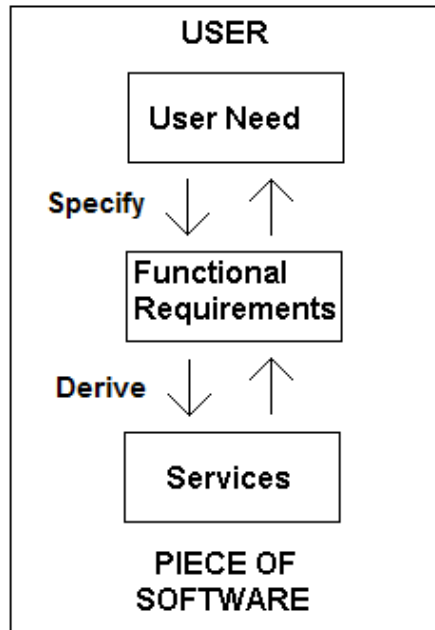 USER
User Need
Specify
Functional
Requirements
Derive
Services
PIECE OF
SOFTWARE